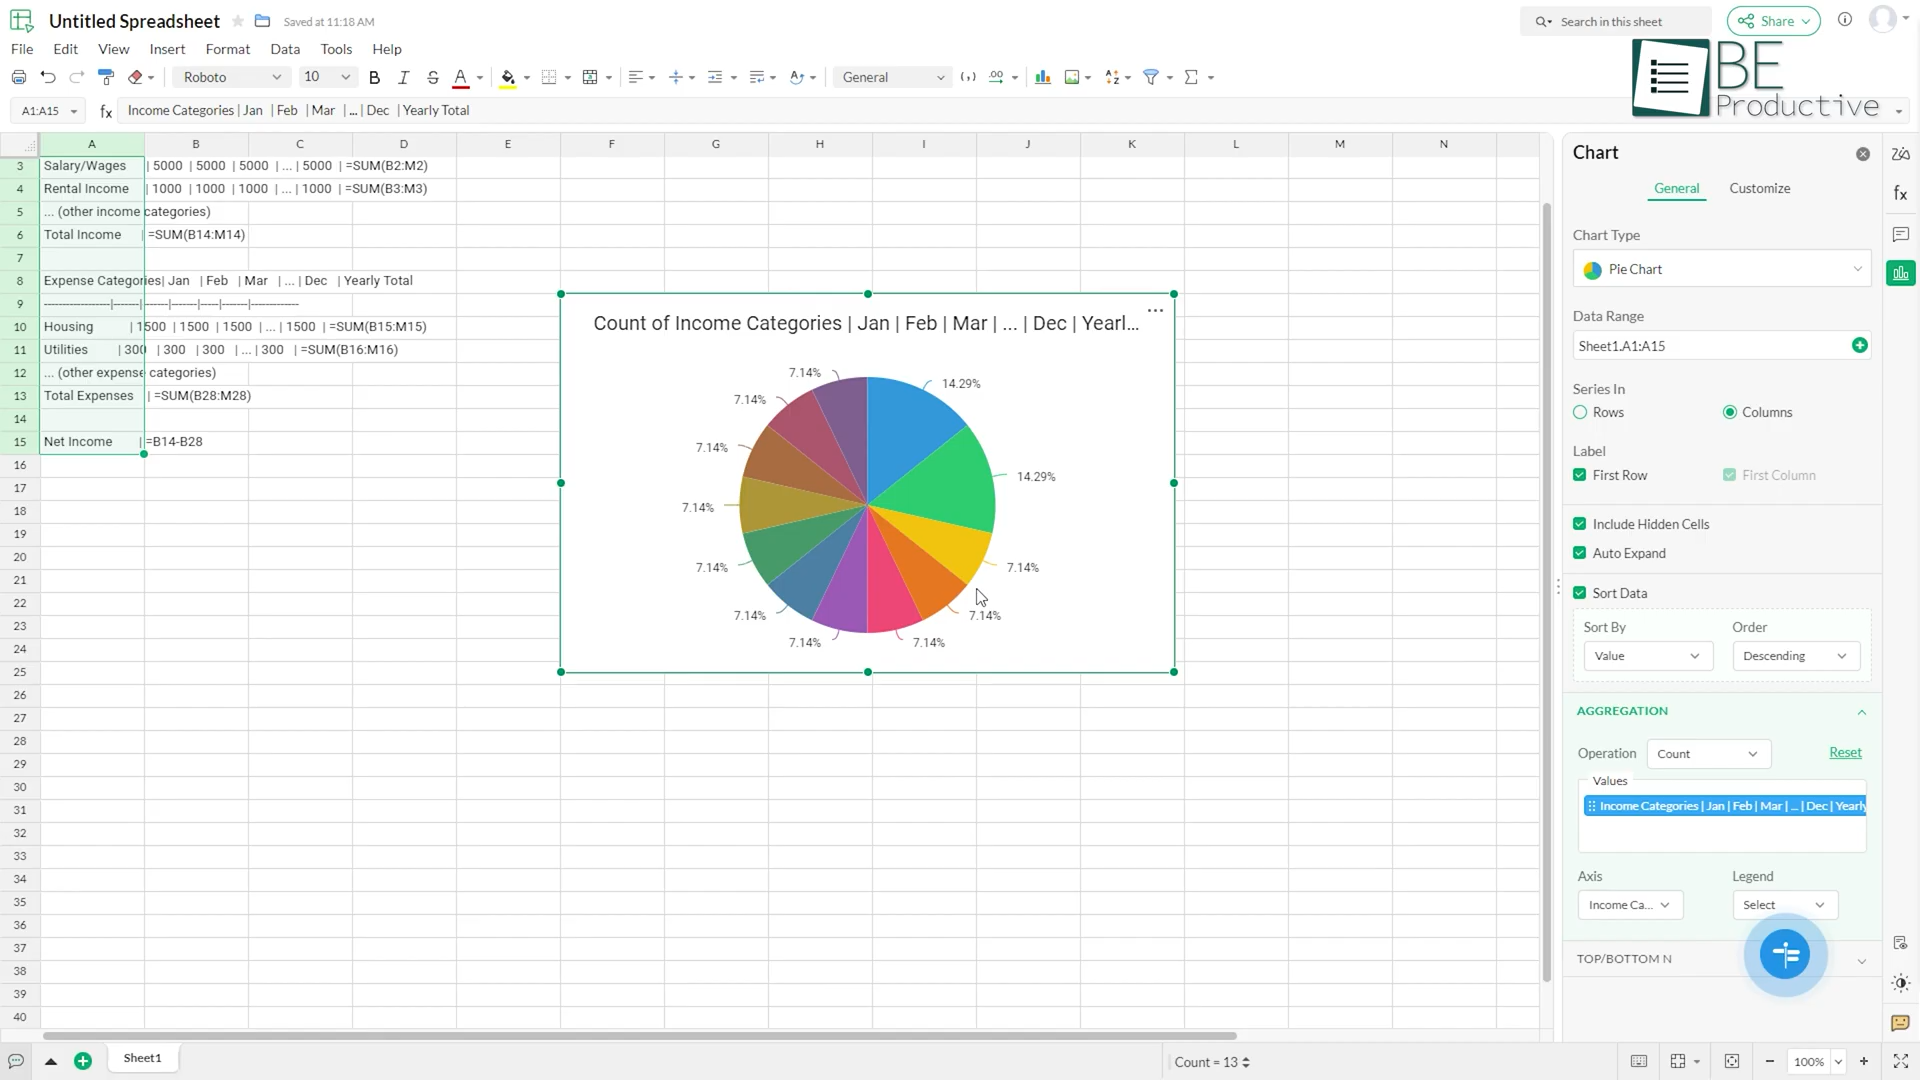 Untitled Spreadsheet
Saved at 11:18 AM
Search in this sheet
Share
File Edit View Insert Format Data Tools Help
Roboto 10 General
BE
Productive
A1:A15 fx Income Categories | Jan | Feb | Mar | ... | Dec | Yearly Total
A B C D E F G H I J K L M N
3 Salary/Wages | 5000 | 5000 | 5000 | ... | 5000 | =SUM(B2:M2)
4 Rental Income | 1000 | 1000 | 1000 | ... | 1000 | =SUM(B3:M3)
5 ... (other income categories)
6 Total Income | =SUM(B14:M14)
7
8 Expense Categories| Jan | Feb | Mar | ... | Dec | Yearly Total
9 -------------------|-------|-------|-------|-----|-------|-------------
10 Housing | 1500 | 1500 | 1500 | ... | 1500 | =SUM(B15:M15)
11 Utilities | 300 | 300 | 300 | ... | 300 | =SUM(B16:M16)
12 ... (other expense categories)
13 Total Expenses | =SUM(B28:M28)
14
15 Net Income | =B14-B28
16
17
18
19
20
21
22
23
24
25
26
27
28
29
30
31
32
33
34
35
36
37
38
39
40
Count of Income Categories | Jan | Feb | Mar | ... | Dec | Yearl...
14.29%
14.29%
7.14%
7.14%
7.14%
7.14%
7.14%
7.14%
7.14%
7.14%
7.14%
7.14%
Chart
General Customize
Chart Type
Pie Chart
Data Range
Sheet1.A1:A15
Series In
Rows Columns
Label
First Row First Column
Include Hidden Cells
Auto Expand
Sort Data
Sort By Order
Value Descending
AGGREGATION
Operation Count Reset
Values
Income Categories | Jan | Feb | Mar | ... | Dec | Yearly
Axis Legend
Income Ca... Select
TOP/BOTTOM N
Sheet1
Count = 13
100%